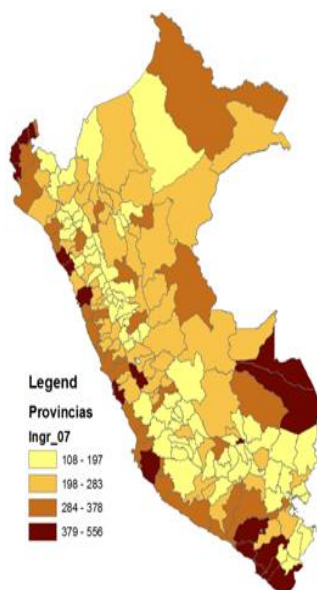 Legend
Provincias
Ingr_07
108 - 197
198 - 283
284 - 378
379 - 556